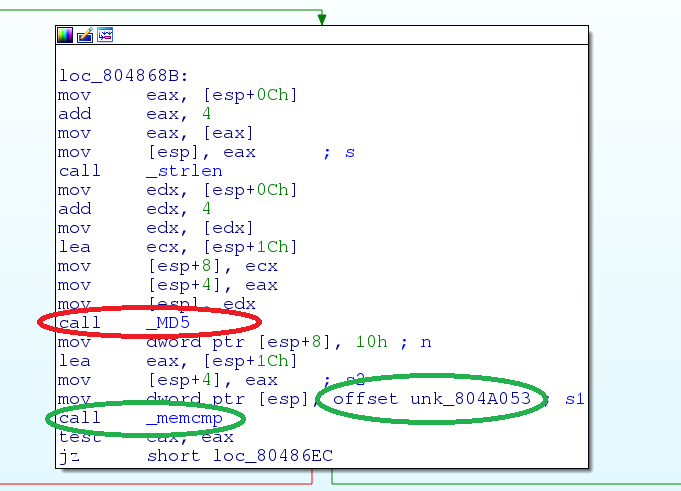 loc_804868B:
mov eax, [esp+0Ch]
add eax, 4
mov eax, [eax]
mov [esp], eax ; s
call _strlen
mov edx, [esp+0Ch]
add edx, 4
mov edx, [edx]
lea ecx, [esp+1Ch]
mov [esp+8], ecx
mov [esp+4], eax
mov [esp], edx
call _MD5
mov dword ptr [esp+8], 10h ; n
lea eax, [esp+1Ch]
mov [esp+4], eax ; s2
mov dword ptr [esp], offset unk_804A053 ; s1
call _memcmp
test eax, eax
jz short loc_80486EC